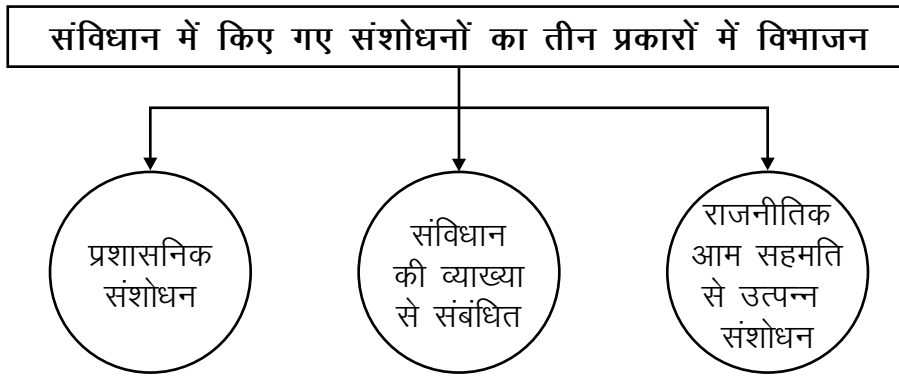 संविधान में किए गए संशोधनों का तीन प्रकारों में विभाजन
प्रशासनिक
संशोधन
संविधान
की व्याख्या
से संबंधित
राजनीतिक
आम सहमति
से उत्पन्न
संशोधन